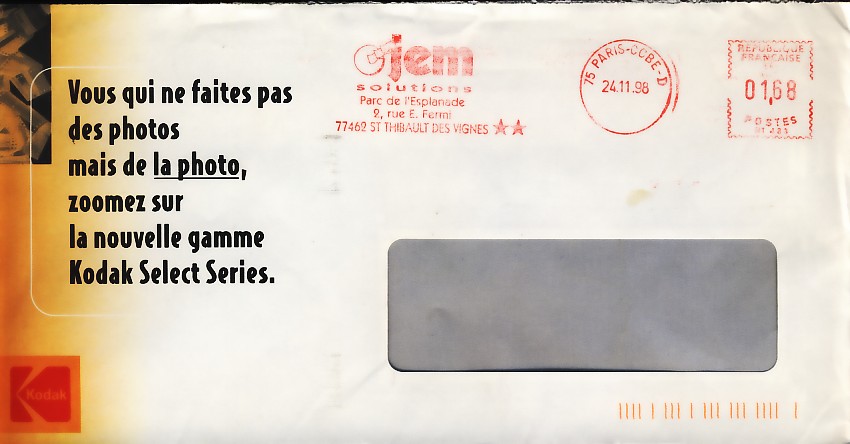 Vous qui ne faites pas
des photos
mais de la photo,
zoomez sur
la nouvelle gamme
Kodak Select Series.
Kodak
jem
solutions
Parc de l'Esplanade
2, rue E. Fermi
77462 ST THIBAULT DES VIGNES ★★
75 PARIS-CCBE-D
24.11.98
REPUBLIQUE
FRANCAISE
01,68
POSTES